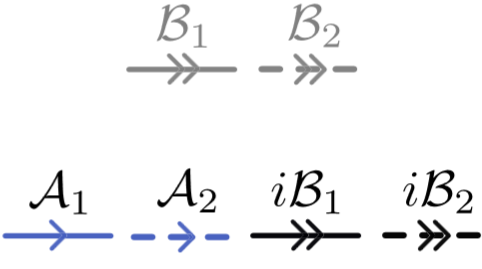 ℬ₁ ℬ₂
𝒜₁ 𝒜₂ iℬ₁ iℬ₂